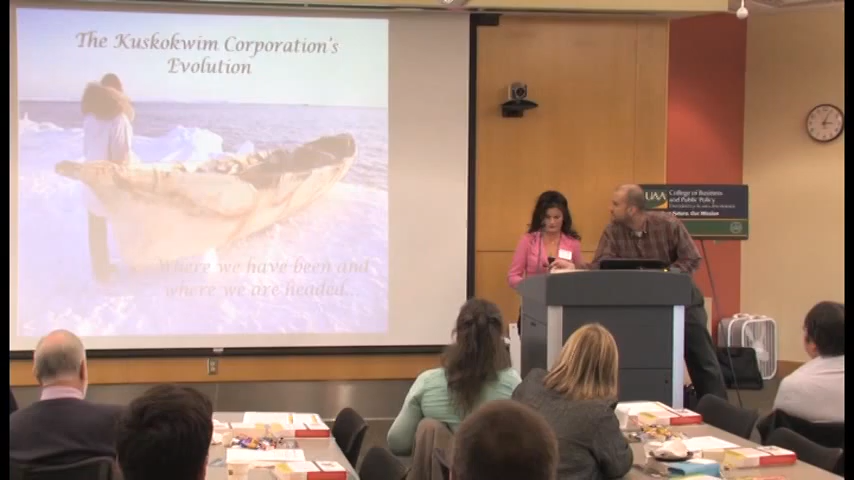 The Kuskokwim Corporation's
Evolution
Where we have been and
where we are headed...
UAA
College of Business
and Public Policy